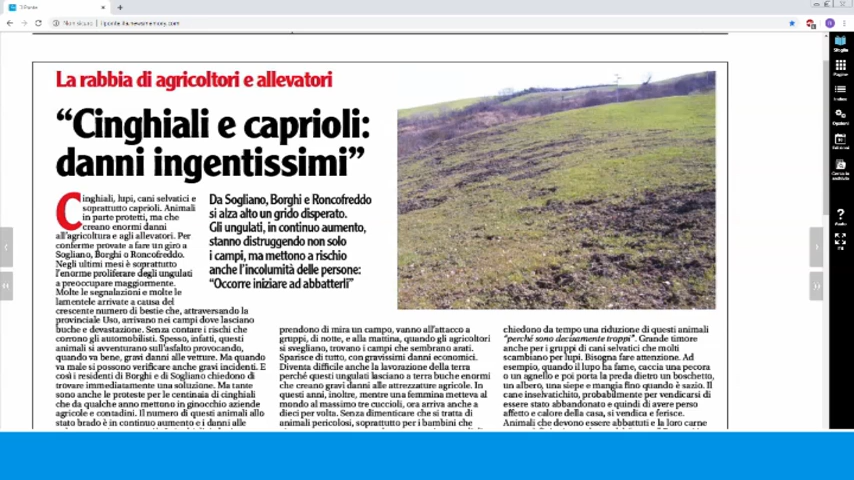 Il Ponte
Non sicuro | ilponte.ita.newsmemory.com
La rabbia di agricoltori e allevatori
“Cinghiali e caprioli:
danni ingentissimi”
Cinghiali, lupi, cani selvatici e
soprattutto caprioli. Animali
in parte protetti, ma che
creano enormi danni
all'agricoltura e agli allevatori. Per
conferme provate a fare un giro a
Sogliano, Borghi o Roncofreddo.
Negli ultimi mesi è soprattutto
l'enorme proliferare degli ungulati
a preoccupare maggiormente.
Molte le segnalazioni e molte le
lamentele arrivate a causa del
crescente numero di bestie che, attraversando la
provinciale Uso, arrivano nei campi dove lasciano
buche e devastazione. Senza contare i rischi che
corrono gli automobilisti. Spesso, infatti, questi
animali si avventurano sull'asfalto provocando,
quando va bene, gravi danni alle vetture. Ma quando
va male si possono verificare anche gravi incidenti. E
così i residenti di Borghi e di Sogliano chiedono di
trovare immediatamente una soluzione. Ma tante
sono anche le proteste per le centinaia di cinghiali
che da qualche anno mettono in ginocchio aziende
agricole e contadini. Il numero di questi animali allo
stato brado è in continuo aumento e i danni alle
Da Sogliano, Borghi e Roncofreddo
si alza alto un grido disperato.
Gli ungulati, in continuo aumento,
stanno distruggendo non solo
i campi, ma mettono a rischio
anche l'incolumità delle persone:
“Occorre iniziare ad abbatterli”
prendono di mira un campo, vanno all'attacco a
gruppi, di notte, e alla mattina, quando gli agricoltori
si svegliano, trovano i campi che sembrano arati.
Sparisce di tutto, con gravissimi danni economici.
Diventa difficile anche la lavorazione della terra
perché questi ungulati lasciano a terra buche enormi
che creano gravi danni alle attrezzature agricole. In
questi anni, inoltre, mentre una femmina metteva al
mondo al massimo tre cuccioli, ora arriva anche a
dieci per volta. Senza dimenticare che si tratta di
animali pericolosi, soprattutto per i bambini che
chiedono da tempo una riduzione di questi animali
“perché sono decisamente troppi”. Grande timore
anche per i gruppi di cani selvatici che molti
scambiano per lupi. Bisogna fare attenzione. Ad
esempio, quando il lupo ha fame, caccia una pecora
o un agnello e poi porta la preda dietro un boschetto,
un albero, una siepe e mangia fino quando è sazio. Il
cane inselvatichito, probabilmente per vendicarsi di
essere stato abbandonato e quindi di avere perso
affetto e calore della casa, si vendica e ferisce.
Animali che devono essere abbattuti e la loro carne
Sfoglia
Pagine
Indice
Opzioni
Edizioni
Cerca in
archivio
?
Aiuto